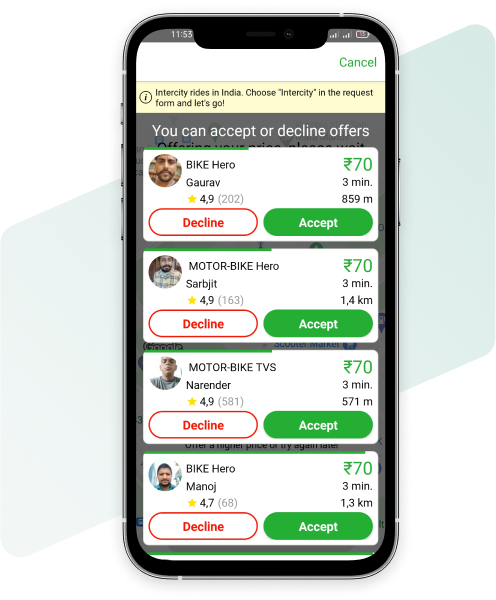 11:53
Cancel
Intercity rides in India. Choose "Intercity" in the request
form and let's go!
You can accept or decline offers
Offering your price, please wait
BIKE Hero
₹70
Gaurav
3 min.
4,9 (202)
859 m
Decline
Accept
MOTOR-BIKE Hero
₹70
Sarbjit
3 min.
4,9 (163)
1,4 km
Decline
Accept
Google
Scooter Market
MOTOR-BIKE TVS
₹70
Narender
3 min.
4,9 (581)
571 m
Decline
Accept
Offer a higher price or try again later
BIKE Hero
₹70
Manoj
3 min.
4,7 (68)
1,3 km
Decline
Accept